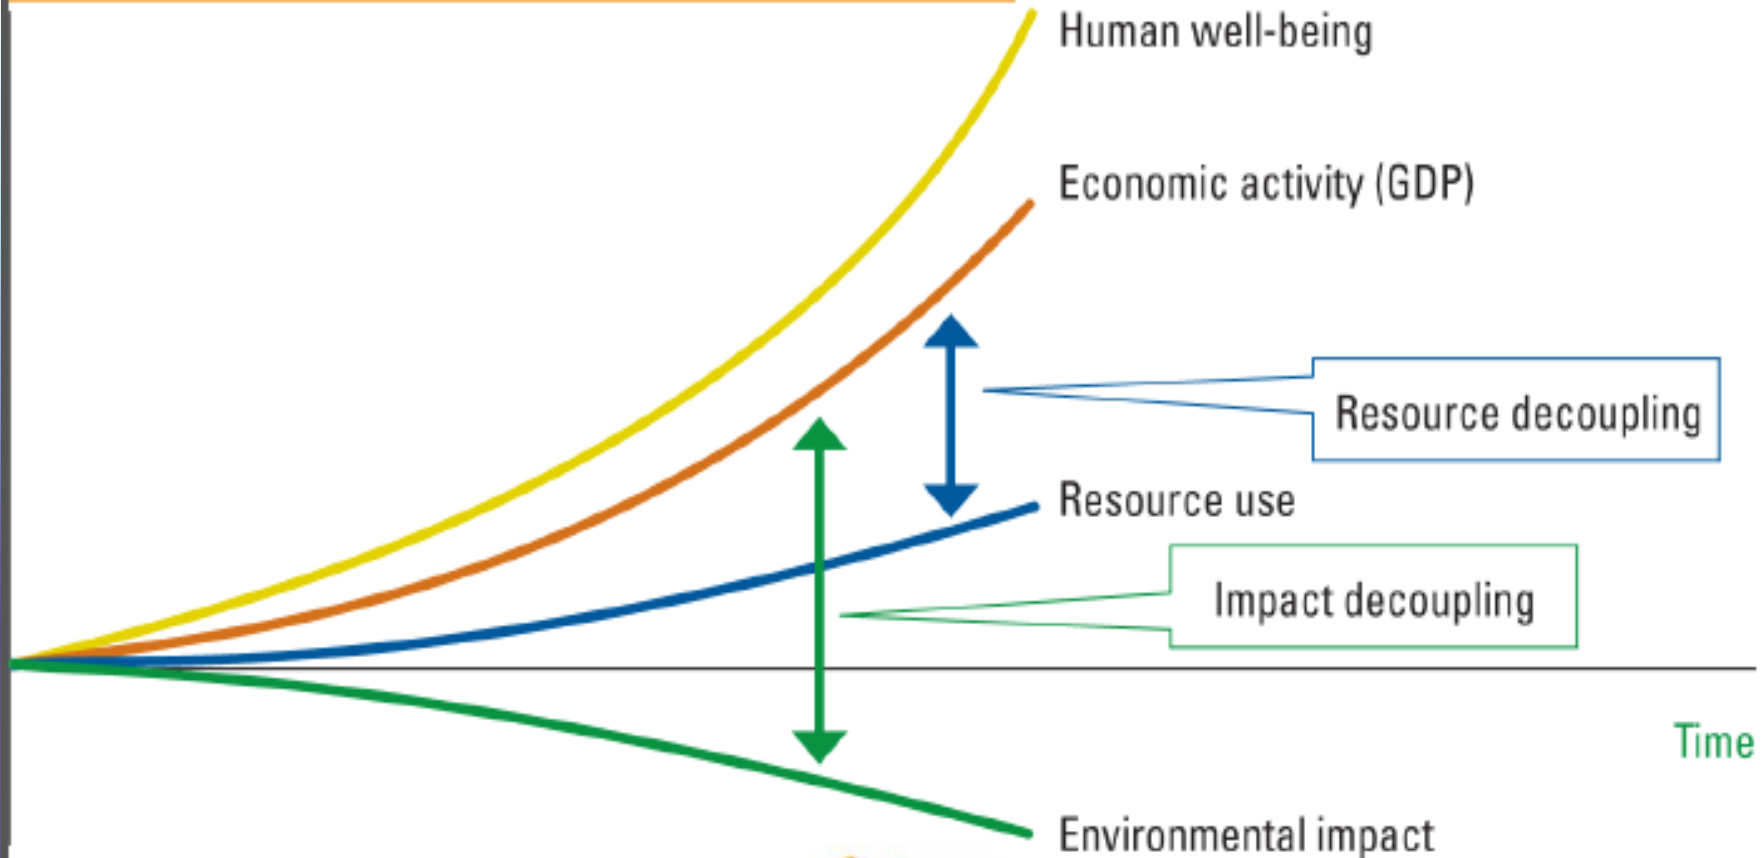 Human well-being
Economic activity (GDP)
Resource decoupling
Resource use
Impact decoupling
Time
Environmental impact